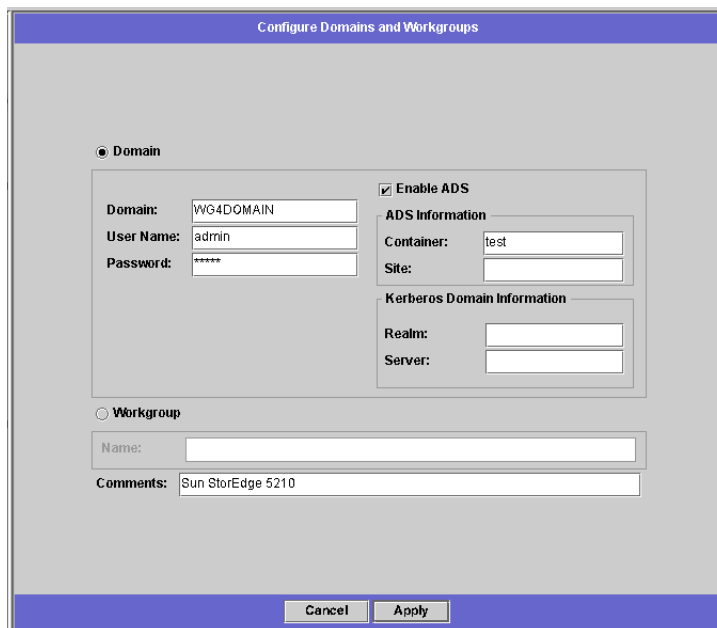 Configure Domains and Workgroups
Domain
Enable ADS
Domain: WG4DOMAIN
User Name: admin
Password: *****
ADS Information
Container: test
Site:
Kerberos Domain Information
Realm:
Server:
Workgroup
Name:
Comments: Sun StorEdge 5210
Cancel Apply